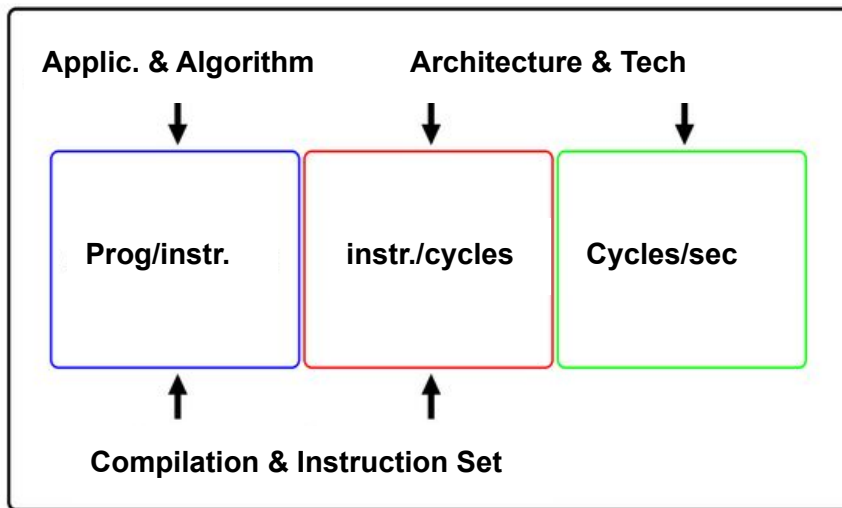 Applic. & Algorithm Architecture & Tech
Prog/instr. instr./cycles Cycles/sec
Compilation & Instruction Set